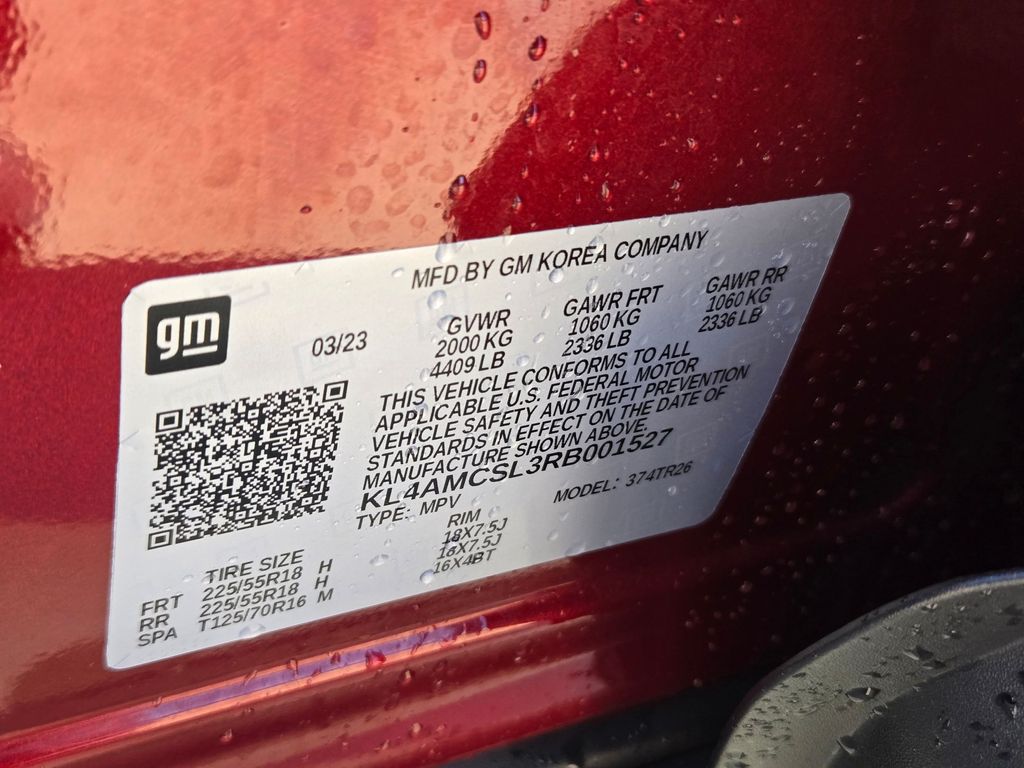 MFD BY GM KOREA COMPANY
gm
03/23
GVWR GAWR FRT GAWR RR
2000 KG 1060 KG 1060 KG
4409 LB 2336 LB 2336 LB
THIS VEHICLE CONFORMS TO ALL
APPLICABLE U.S. FEDERAL MOTOR
VEHICLE SAFETY AND THEFT PREVENTION
STANDARDS IN EFFECT ON THE DATE OF
MANUFACTURE SHOWN ABOVE.
KL4AMCSL3RB001527
TYPE: MPV MODEL: 374TR26
TIRE SIZE RIM
FRT 225/55R18 H 18X7.5J
RR 225/55R18 H 18X7.5J
SPA T125/70R16 M 16X4BT